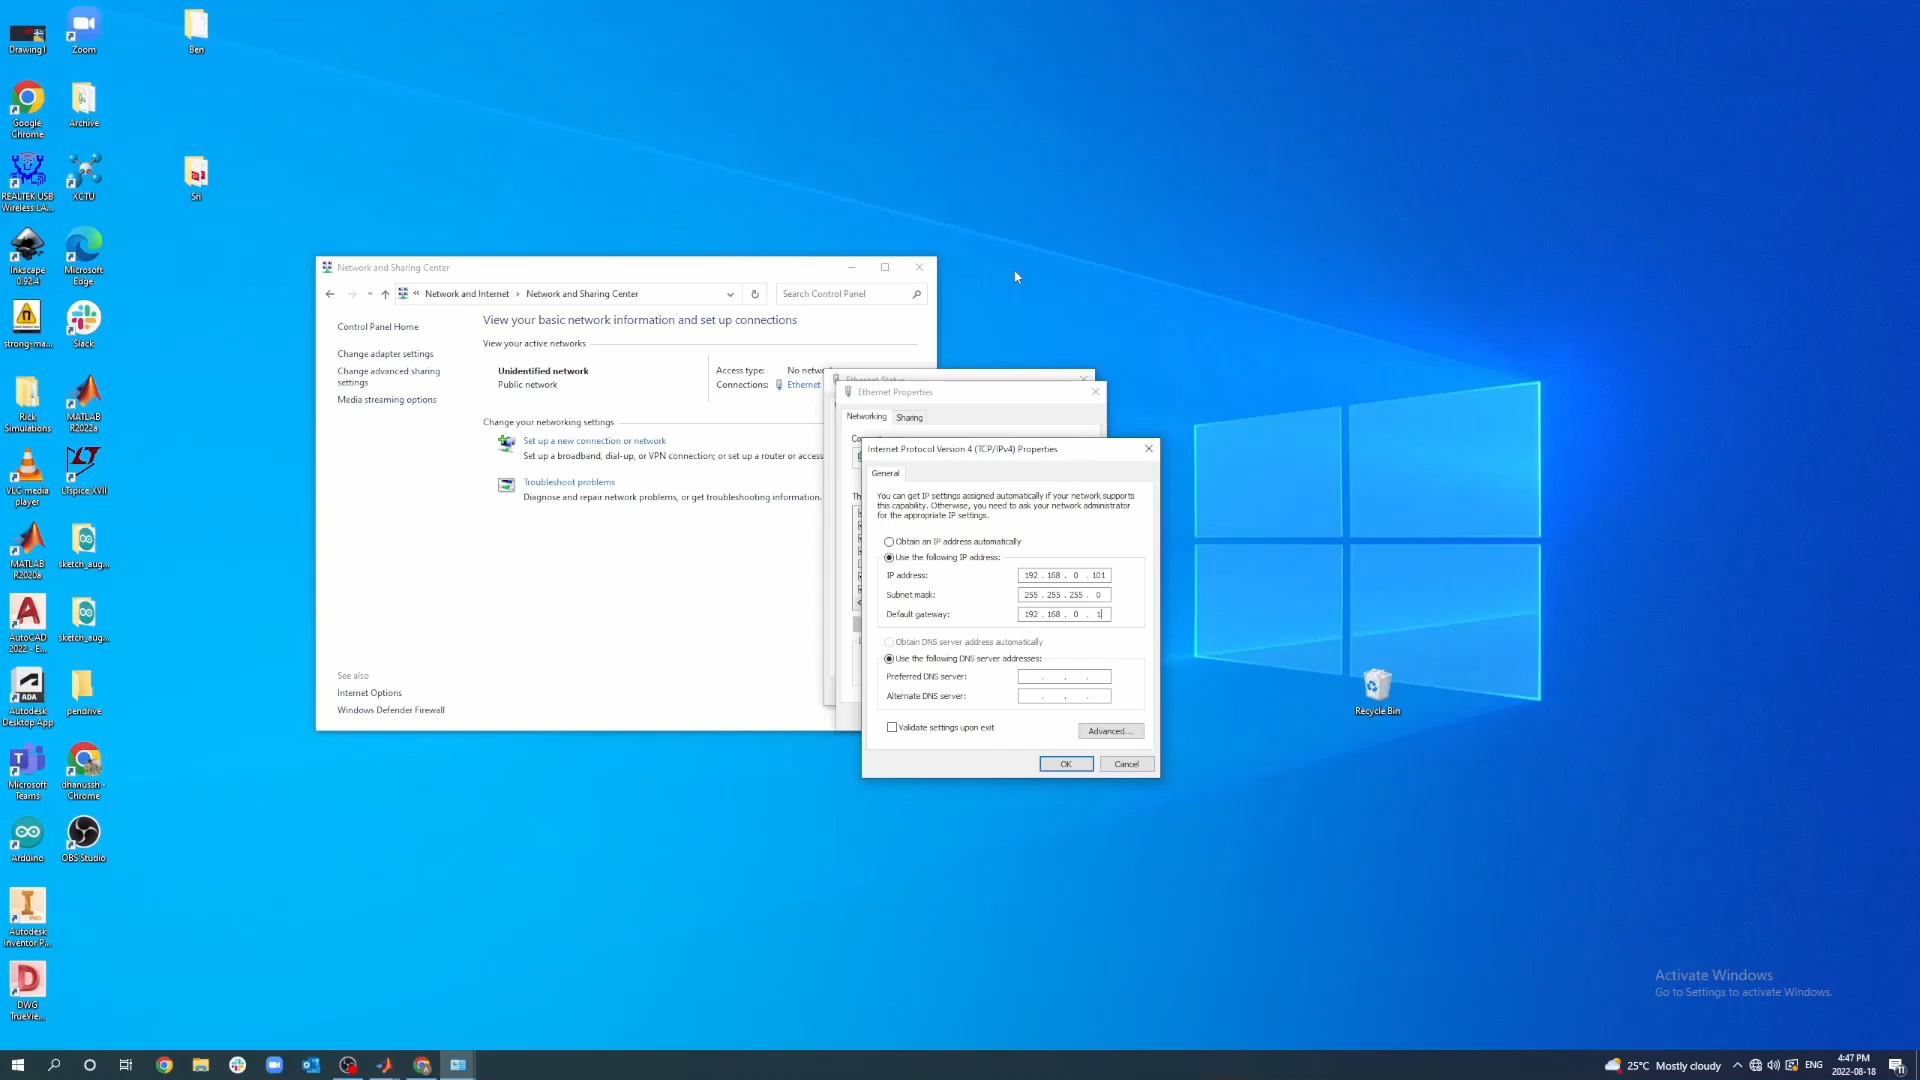 Drawing1
Zoom
Ben
Google
Chrome
Archive
REALTEK USB
Wireless LA...
XCTU
Sri
Inkscape
0.92.4
Microsoft
Edge
strong-ma...
Slack
Rick
Simulations
MATLAB
R2022a
VLC media
player
LTspice XVII
MATLAB
R2020a
sketch_aug...
AutoCAD
2022 - E...
sketch_aug...
Autodesk
Desktop App
pendrive
Microsoft
Teams
dhanussh -
Chrome
Arduino
OBS Studio
Autodesk
Inventor P...
DWG
TrueVie...
Network and Sharing Center
Network and Internet
Network and Sharing Center
Search Control Panel
Control Panel Home
Change adapter settings
Change advanced sharing
settings
Media streaming options
View your basic network information and set up connections
View your active networks
Unidentified network
Public network
Access type:
No netwo
Connections:
Ethernet
Change your networking settings
Set up a new connection or network
Set up a broadband, dial-up, or VPN connection; or set up a router or access
Troubleshoot problems
Diagnose and repair network problems, or get troubleshooting information.
See also
Internet Options
Windows Defender Firewall
Ethernet Status
Ethernet Properties
Networking
Sharing
Internet Protocol Version 4 (TCP/IPv4) Properties
General
You can get IP settings assigned automatically if your network supports
this capability. Otherwise, you need to ask your network administrator
for the appropriate IP settings.
Obtain an IP address automatically
Use the following IP address:
IP address:
192 . 168 . 0 . 101
Subnet mask:
255 . 255 . 255 . 0
Default gateway:
192 . 168 . 0 . 1
Obtain DNS server address automatically
Use the following DNS server addresses:
Preferred DNS server:
. . .
Alternate DNS server:
. . .
Validate settings upon exit
Advanced...
OK
Cancel
Recycle Bin
Activate Windows
Go to Settings to activate Windows.
25°C Mostly cloudy
ENG
4:47 PM
2022-08-18